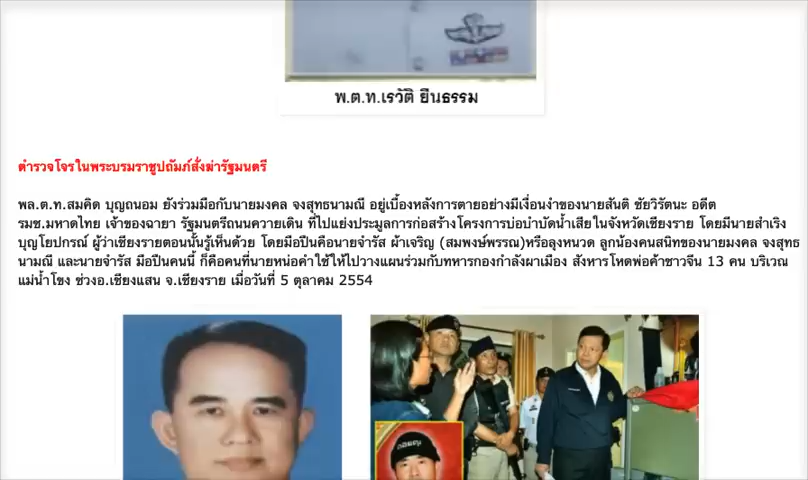 พ.ต.ท.เรวัติ ยืนธรรม
ตำรวจโจรในพระบรมราชูปถัมภ์สั่งฆ่ารัฐมนตรี
พล.ต.ท.สมคิด บุญถนอม ยังร่วมมือกับนายมงคล จงสุทธนามณี อยู่เบื้องหลังการตายอย่างมีเงื่อนงำของนายสันติ ชัยวิรัตนะ อดีต
รมช.มหาดไทย เจ้าของฉายา รัฐมนตรีถนนควายเดิน ที่ไปแย่งประมูลการก่อสร้างโครงการบ่อบำบัดน้ำเสียในจังหวัดเชียงราย โดยมีนายสำเริง
บุญโยปกรณ์ ผู้ว่าเชียงรายตอนนั้นรู้เห็นด้วย โดยมีมือปืนคือนายจำรัส ผ้าเจริญ (สมพงษ์พรรณ)หรือลุงหนวด ลูกน้องคนสนิทของนายมงคล จงสุทธ
นามณี และนายจำรัส มือปืนคนนี้ ก็คือคนที่นายหน่อคำใช้ให้ไปวางแผนร่วมกับทหารกองกำลังผาเมือง สังหารโหดพ่อค้าชาวจีน 13 คน บริเวณ
แม่น้ำโขง ช่วงอ.เชียงแสน จ.เชียงราย เมื่อวันที่ 5 ตุลาคม 2554